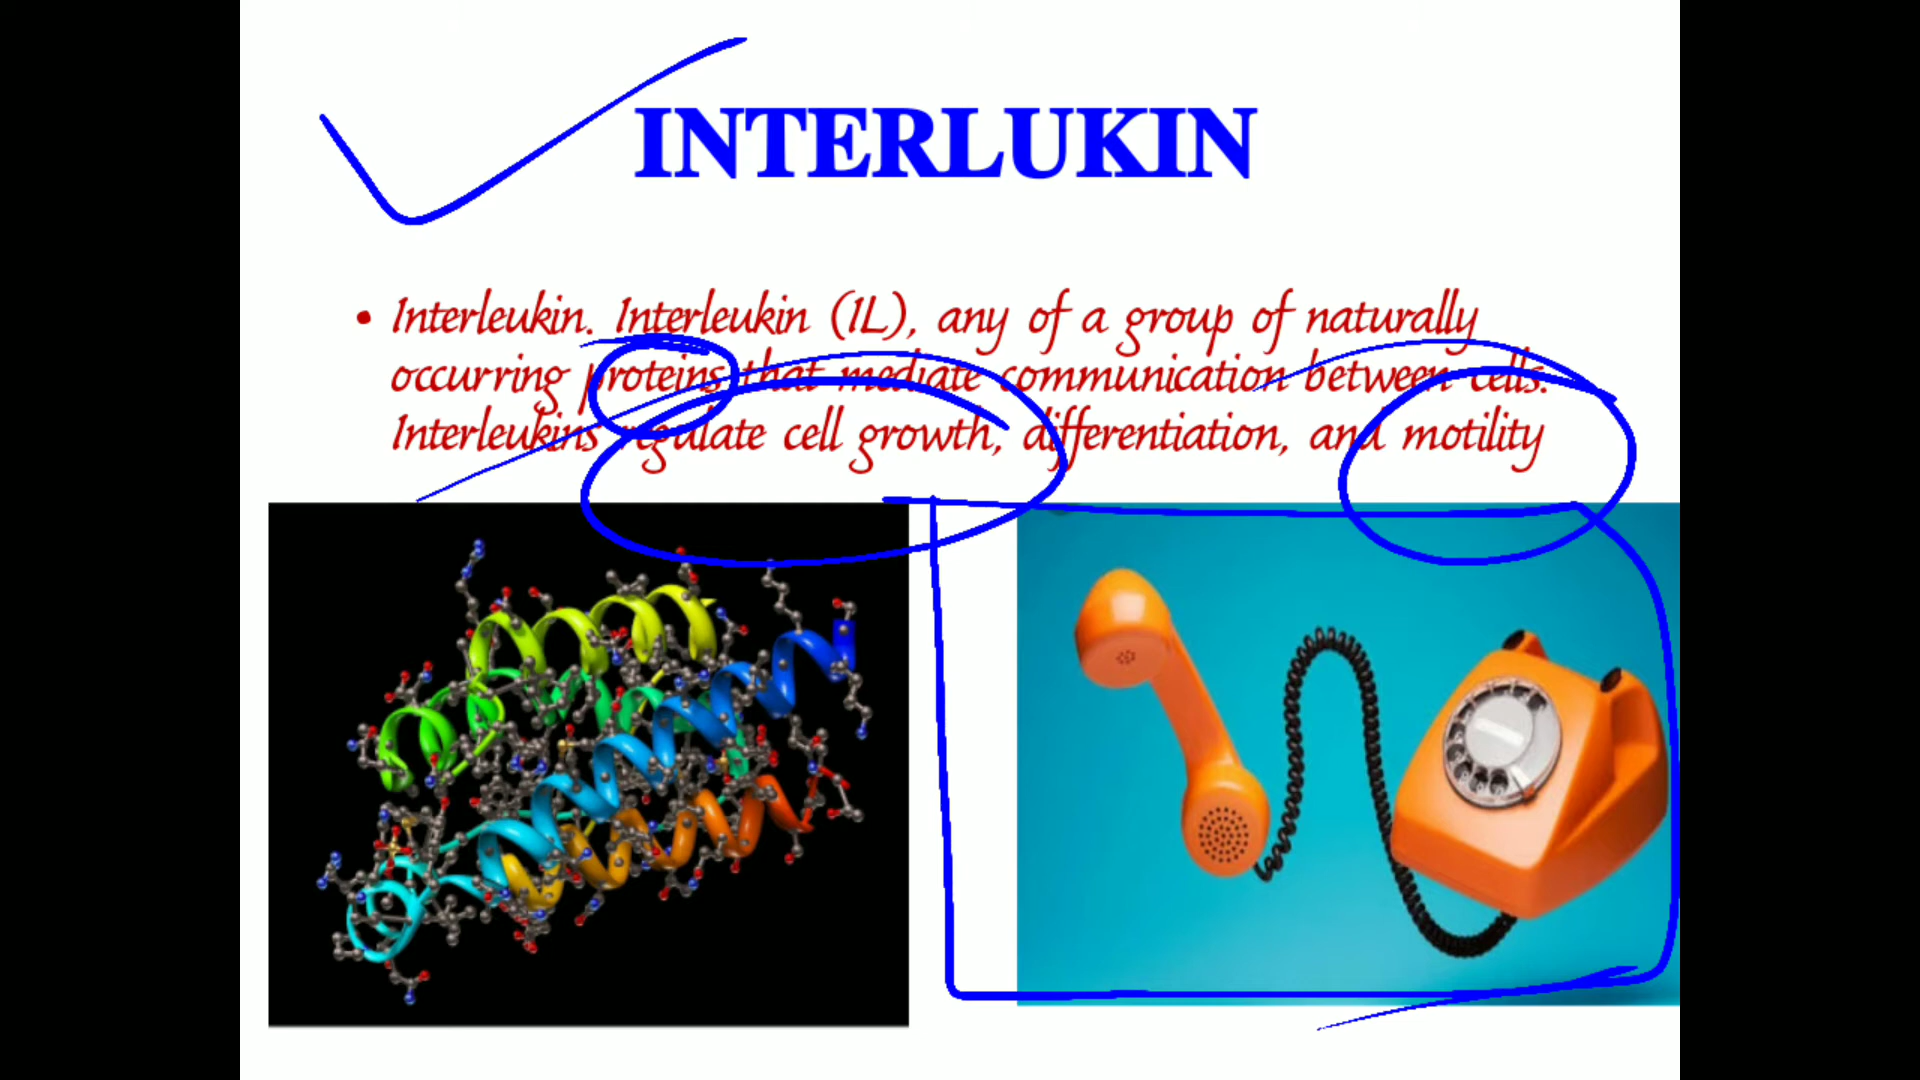 INTERLUKIN
• Interleukin. Interleukin (IL), any of a group of naturally
occurring proteins that mediate communication between cells.
Interleukins regulate cell growth, differentiation, and motility